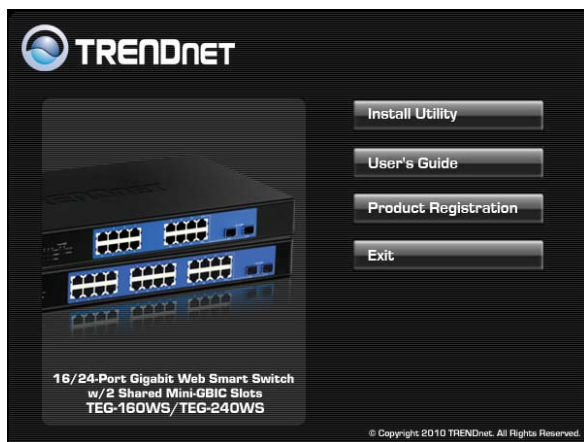 TRENDNET
Install Utility
User's Guide
Product Registration
Exit
TRENDNET
16/24-Port Gigabit Web Smart Switch
w/2 Shared Mini-GBIC Slots
TEG-160WS/TEG-240WS
© Copyright 2010 TRENDnet. All Rights Reserved.